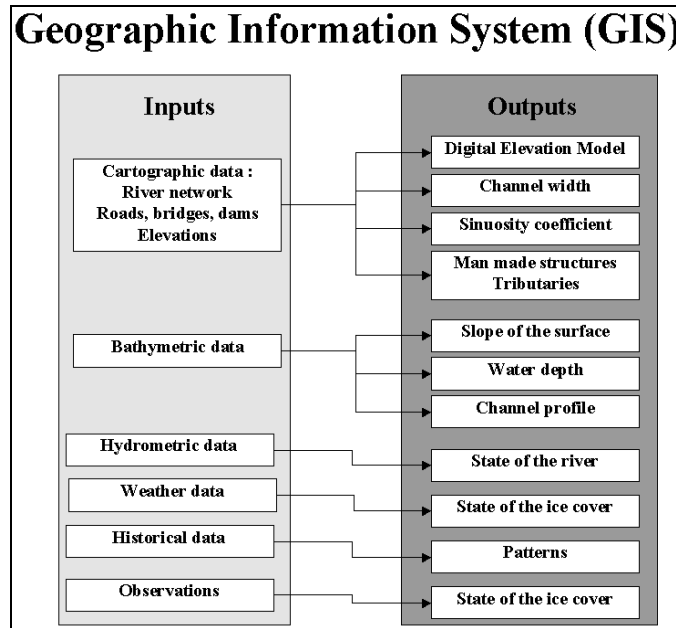 Geographic Information System (GIS)
Inputs
Cartographic data :
River network
Roads, bridges, dams
Elevations
Bathymetric data
Hydrometric data
Weather data
Historical data
Observations
Outputs
Digital Elevation Model
Channel width
Sinuosity coefficient
Man made structures
Tributaries
Slope of the surface
Water depth
Channel profile
State of the river
State of the ice cover
Patterns
State of the ice cover